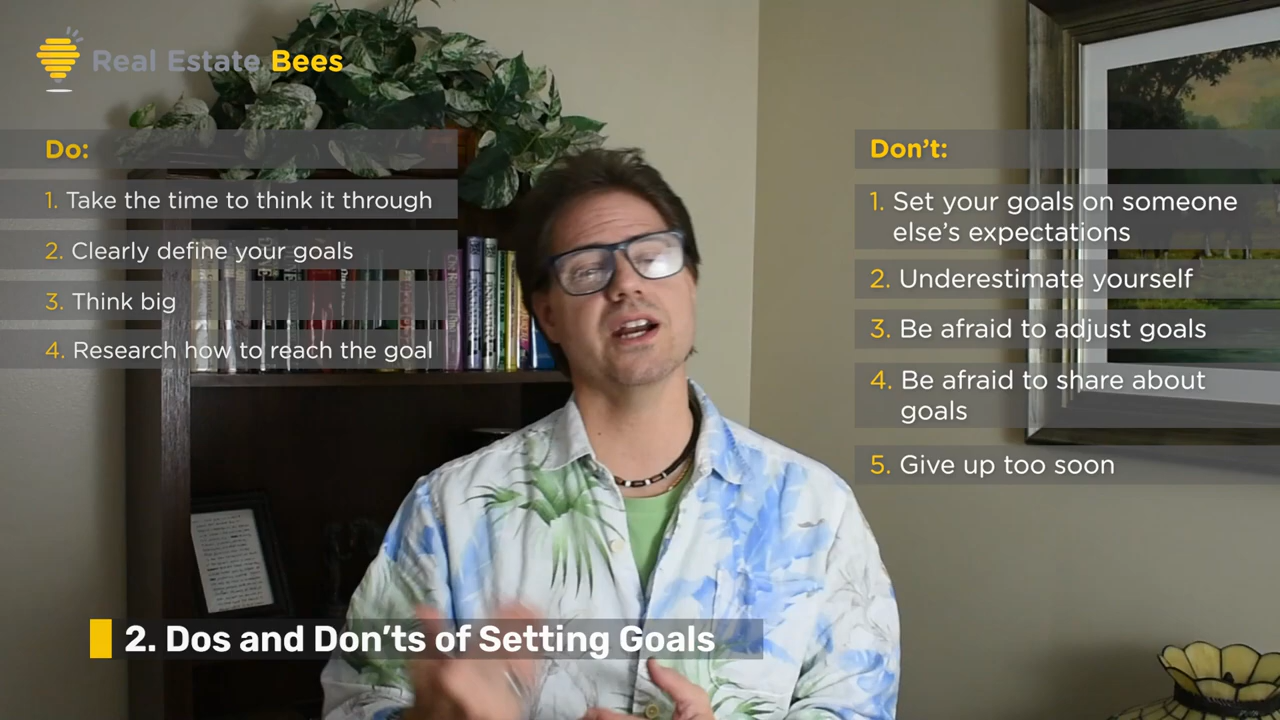 Real Estate Bees
Do:
1. Take the time to think it through
2. Clearly define your goals
3. Think big
4. Research how to reach the goal
Don't:
1. Set your goals on someone
else's expectations
2. Underestimate yourself
3. Be afraid to adjust goals
4. Be afraid to share about
goals
5. Give up too soon
2. Dos and Don'ts of Setting Goals